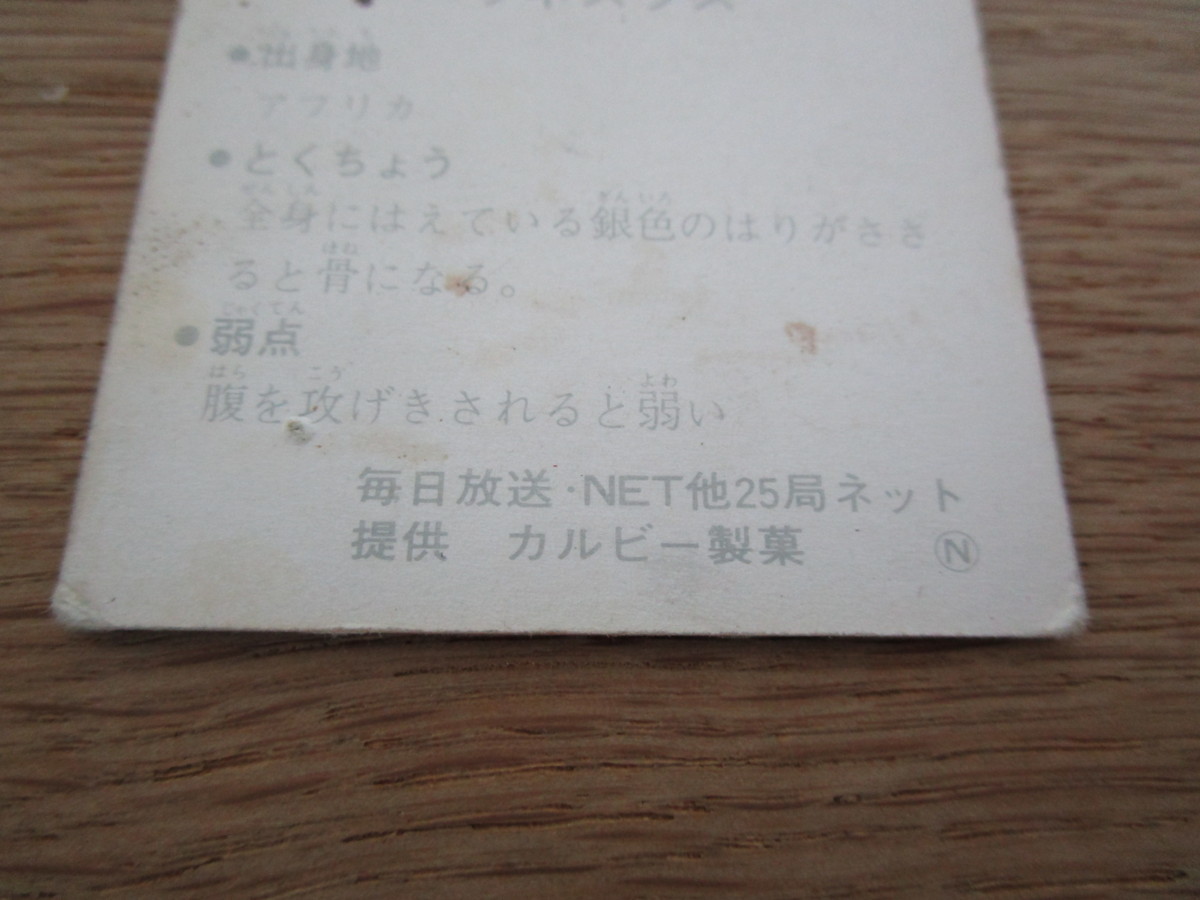 ●出身地
アフリカ
●とくちょう
全身にはえている銀色のはりがささ
ると骨になる。
●弱点
腹を攻げきされると弱い
毎日放送・NET他25局ネット
提供 カルビー製菓 Ⓝ